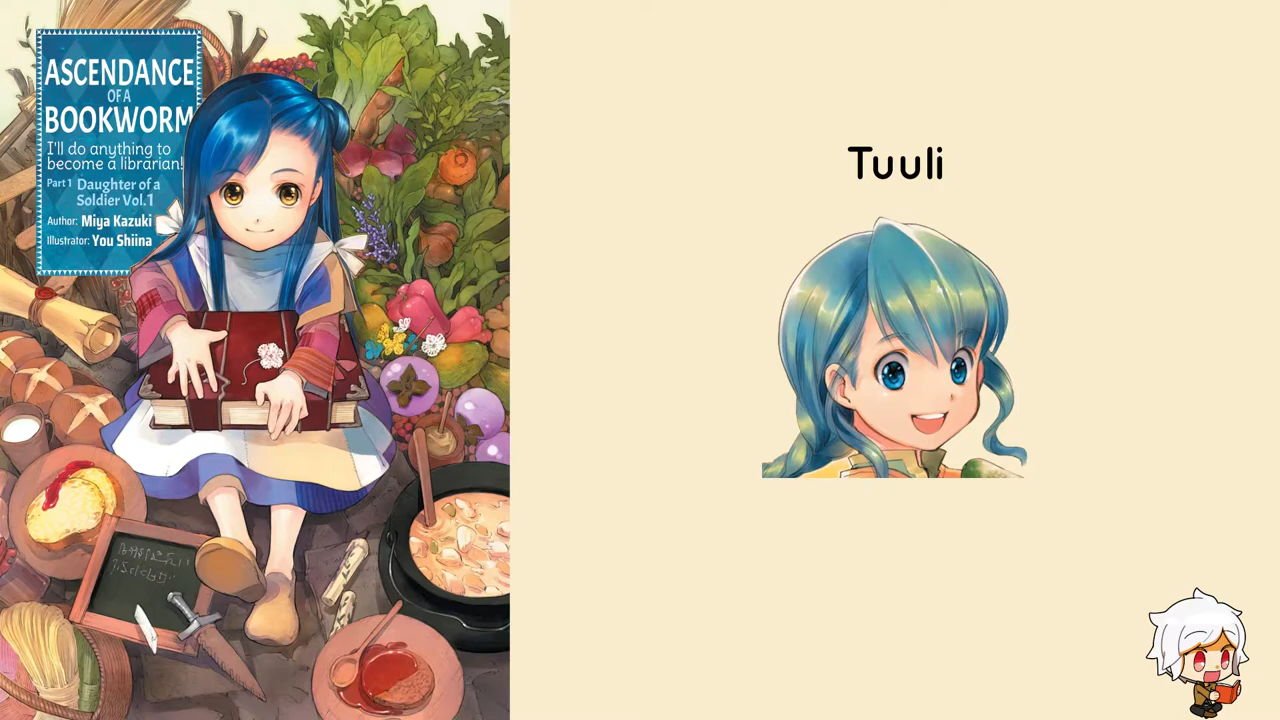 ASCENDANCE
OF A
BOOKWORM
I'll do anything to
become a librarian!
Part 1 Daughter of a
Soldier Vol.1
Author: Miya Kazuki
Illustrator: You Shiina
Tuuli